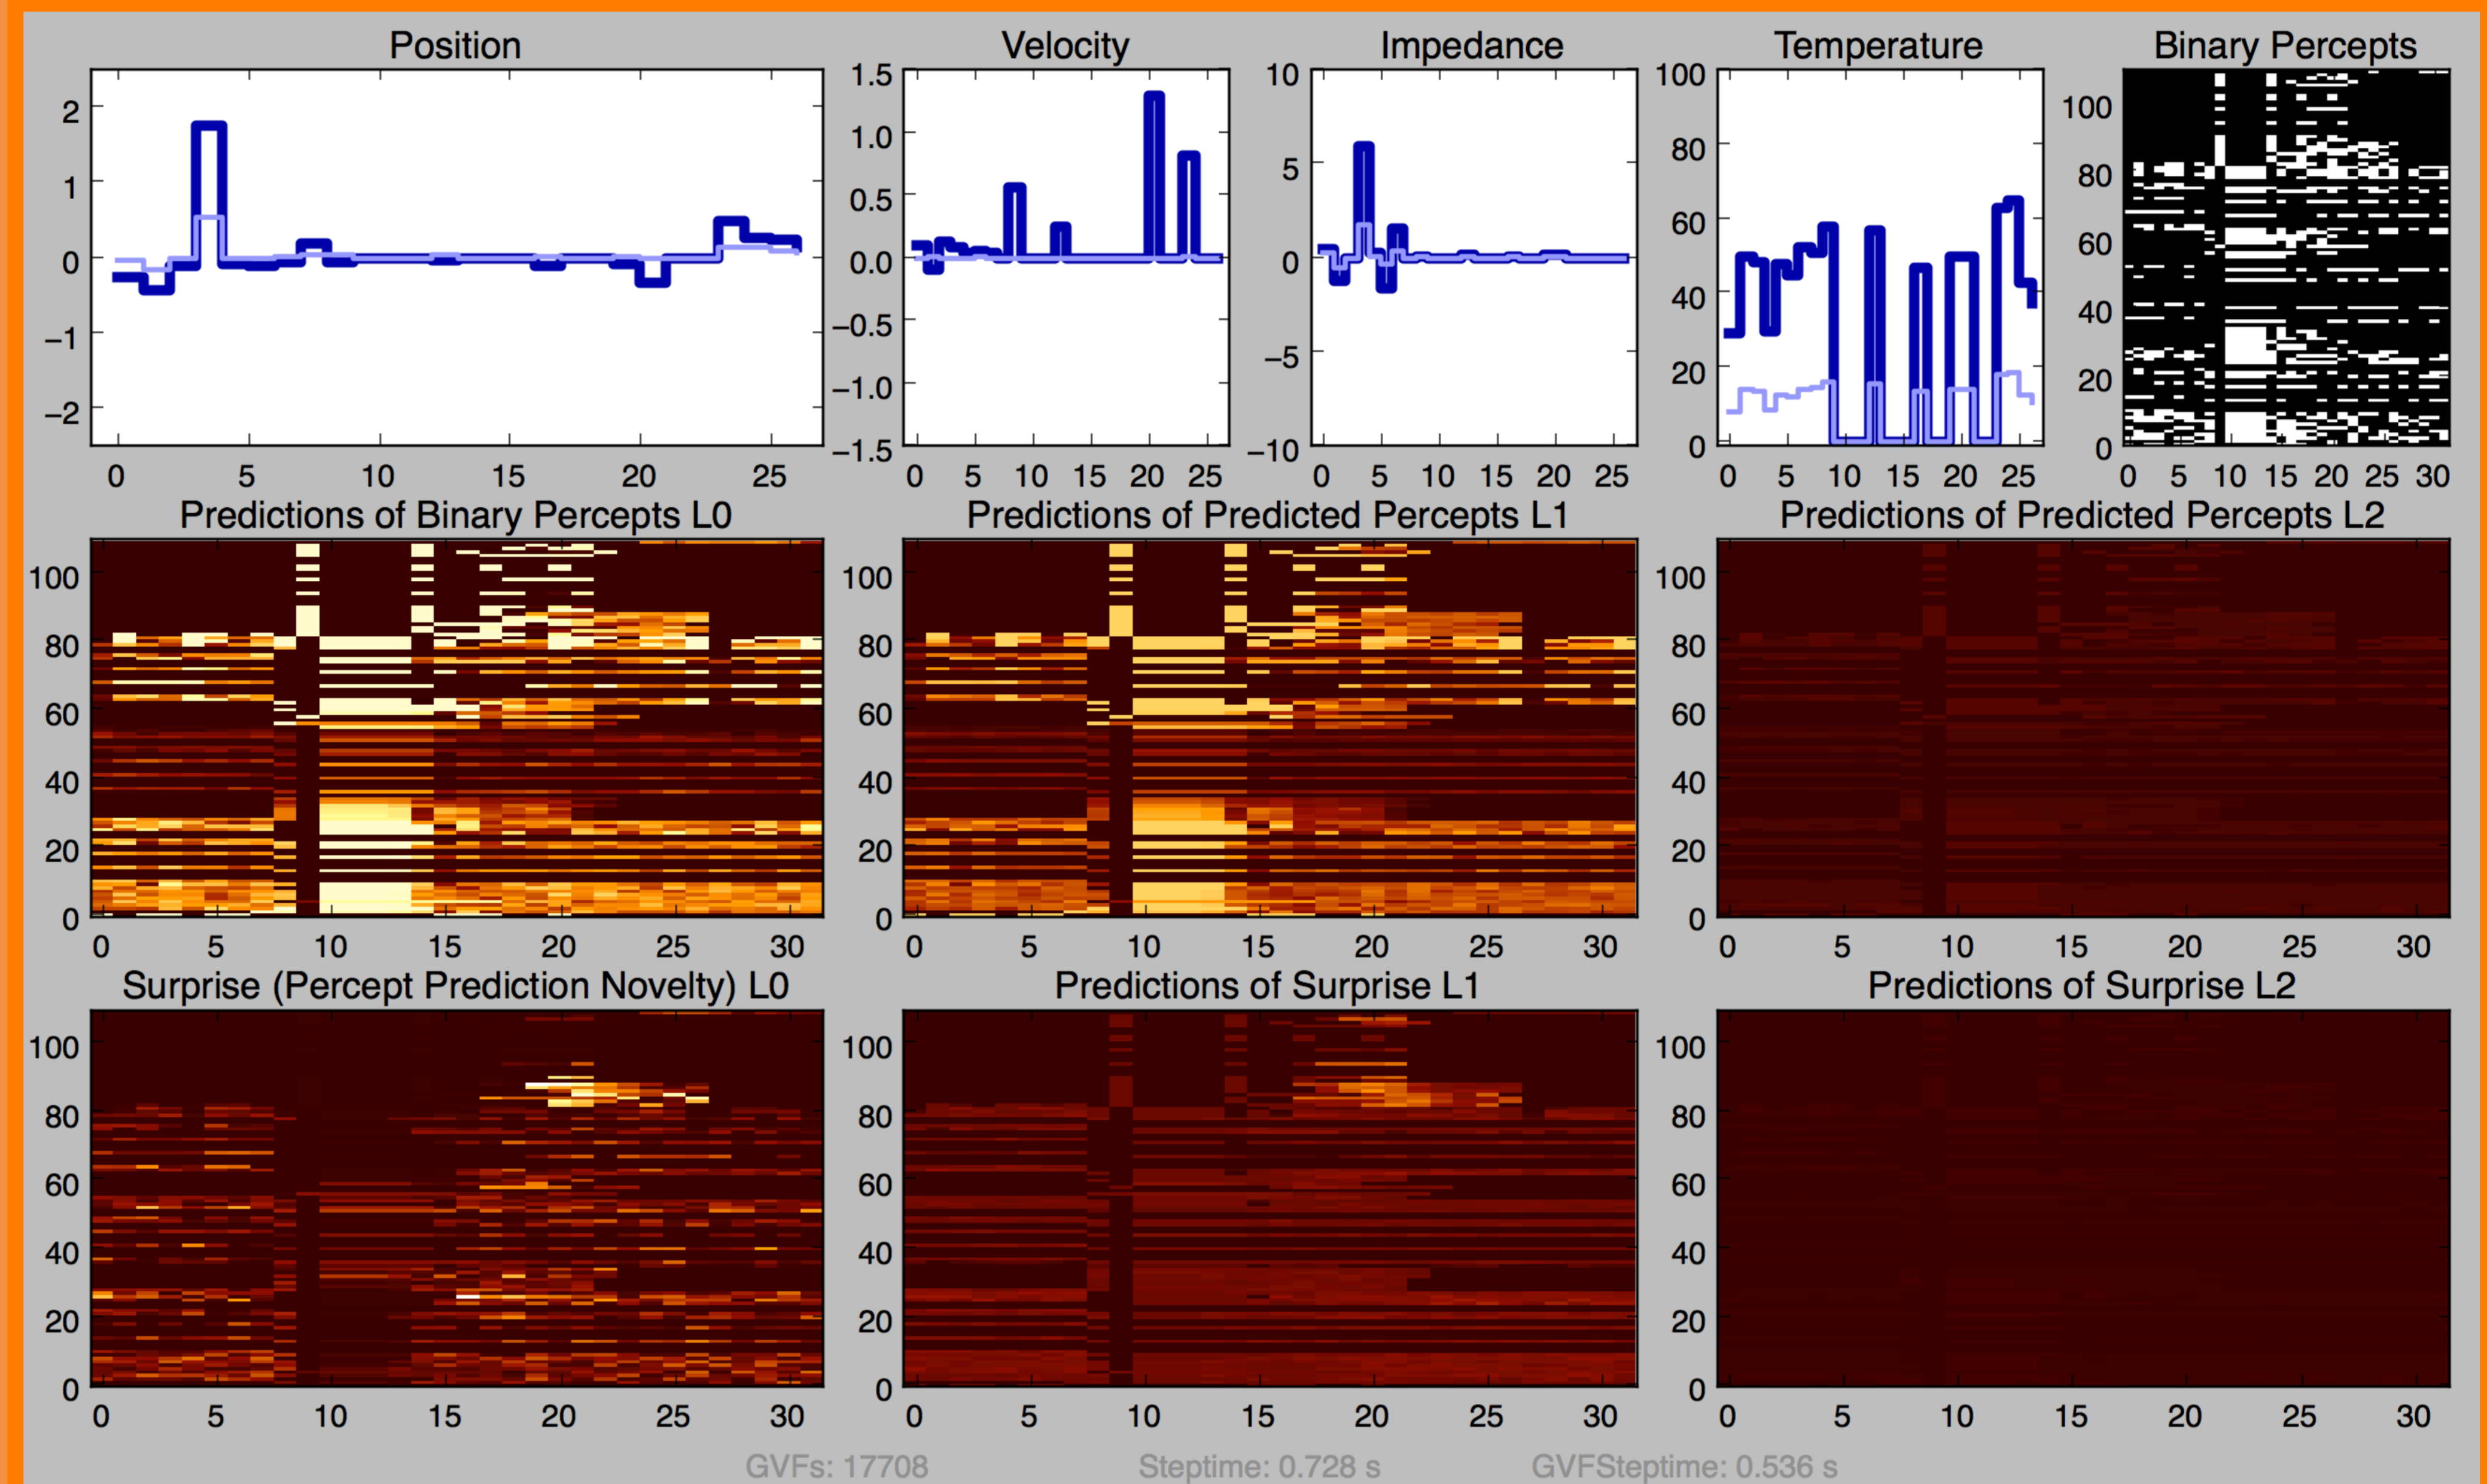 Position Velocity Impedance Temperature Binary Percepts
2
1
0
−1
−2
0 5 10 15 20 25
1.5
1.0
0.5
0.0
−0.5
−1.0
−1.5
0 5 10 15 20 25
10
5
0
−5
−10
0 5 10 15 20 25
100
80
60
40
20
0
0 5 10 15 20 25
100
80
60
40
20
0
0 5 10 15 20 25 30
Predictions of Binary Percepts L0 Predictions of Predicted Percepts L1 Predictions of Predicted Percepts L2
100 100 100
80 80 80
60 60 60
40 40 40
20 20 20
0 0 0
0 5 10 15 20 25 30 0 5 10 15 20 25 30 0 5 10 15 20 25 30
Surprise (Percept Prediction Novelty) L0 Predictions of Surprise L1 Predictions of Surprise L2
100 100 100
80 80 80
60 60 60
40 40 40
20 20 20
0 0 0
0 5 10 15 20 25 30 0 5 10 15 20 25 30 0 5 10 15 20 25 30
GVFs: 17708 Steptime: 0.728 s GVFSteptime: 0.536 s